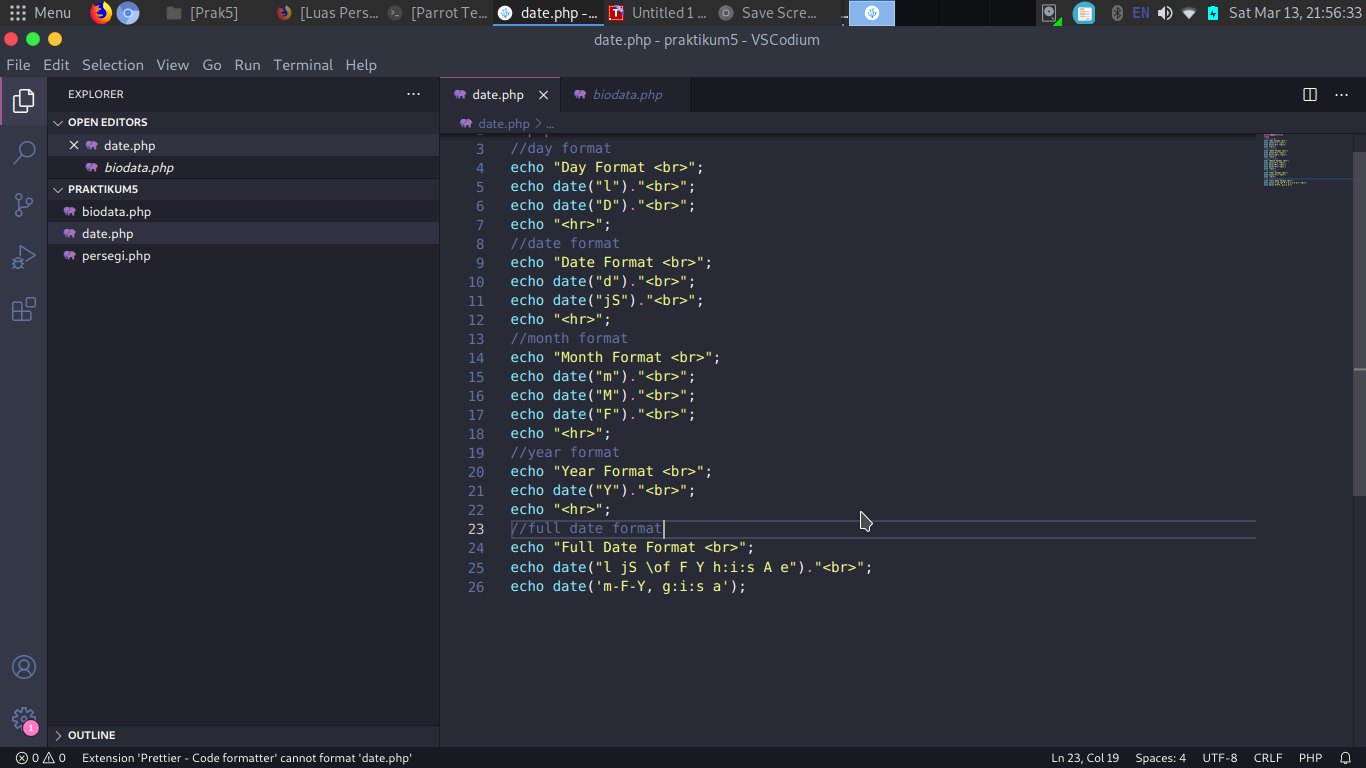 Menu
[Prak5]
[Luas Pers...
[Parrot Te...
date.php -...
Untitled 1 ...
Save Scre...
EN
Sat Mar 13, 21:56:33
date.php - praktikum5 - VSCodium
File Edit Selection View Go Run Terminal Help
EXPLORER
OPEN EDITORS
date.php
biodata.php
PRAKTIKUM5
biodata.php
date.php
persegi.php
OUTLINE
date.php
biodata.php
date.php > ...
3 //day format
4 echo "Day Format <br>";
5 echo date("l")."<br>";
6 echo date("D")."<br>";
7 echo "<hr>";
8 //date format
9 echo "Date Format <br>";
10 echo date("d")."<br>";
11 echo date("jS")."<br>";
12 echo "<hr>";
13 //month format
14 echo "Month Format <br>";
15 echo date("m")."<br>";
16 echo date("M")."<br>";
17 echo date("F")."<br>";
18 echo "<hr>";
19 //year format
20 echo "Year Format <br>";
21 echo date("Y")."<br>";
22 echo "<hr>";
23 //full date format
24 echo "Full Date Format <br>";
25 echo date("l jS \of F Y h:i:s A e")."<br>";
26 echo date('m-F-Y, g:i:s a');
1
0 0 Extension 'Prettier - Code formatter' cannot format 'date.php'
Ln 23, Col 19 Spaces: 4 UTF-8 CRLF PHP